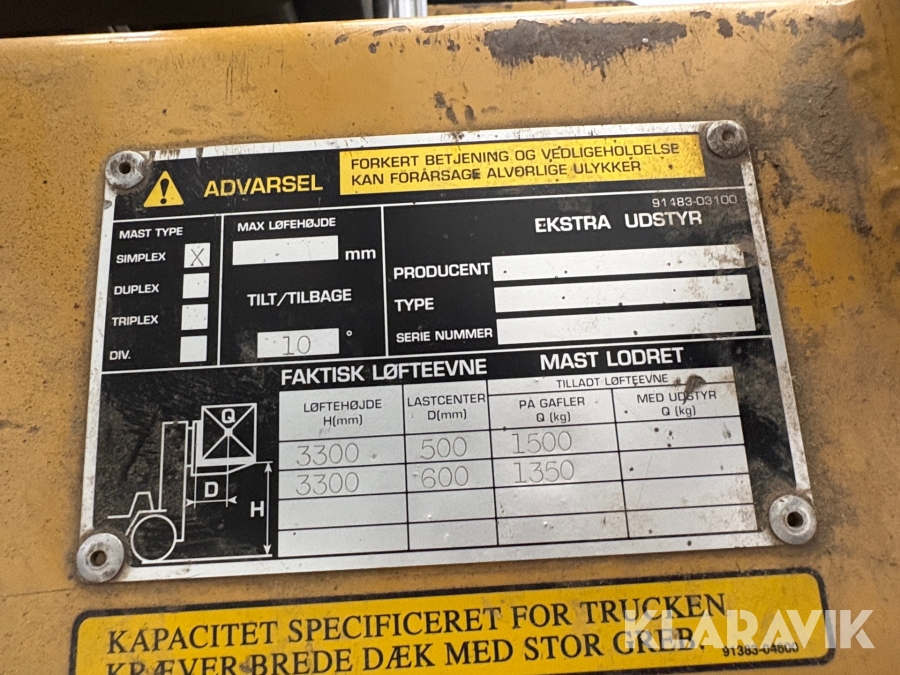 ADVARSEL
FORKERT BETJENING OG VEDLIGEHOLDELSE
KAN FORÅRSAGE ALVORLIGE ULYKKER
91483-03100
MAST TYPE
SIMPLEX X
DUPLEX
TRIPLEX
DIV.
MAX LØFEHØJDE
mm
TILT/TILBAGE
10 °
EKSTRA UDSTYR
PRODUCENT
TYPE
SERIE NUMMER
FAKTISK LØFTEEVNE
MAST LODRET
TILLADT LØFTEEVNE
LØFTEHØJDE
H(mm)
LASTCENTER
D(mm)
PÅ GAFLER
Q (kg)
MED UDSTYR
Q (kg)
3300 500 1500
3300 600 1350
Q
D
H
KAPACITET SPECIFICERET FOR TRUCKEN
KRÆVER BREDE DÆK MED STOR GREB.
91383-04600
KLARAVIK